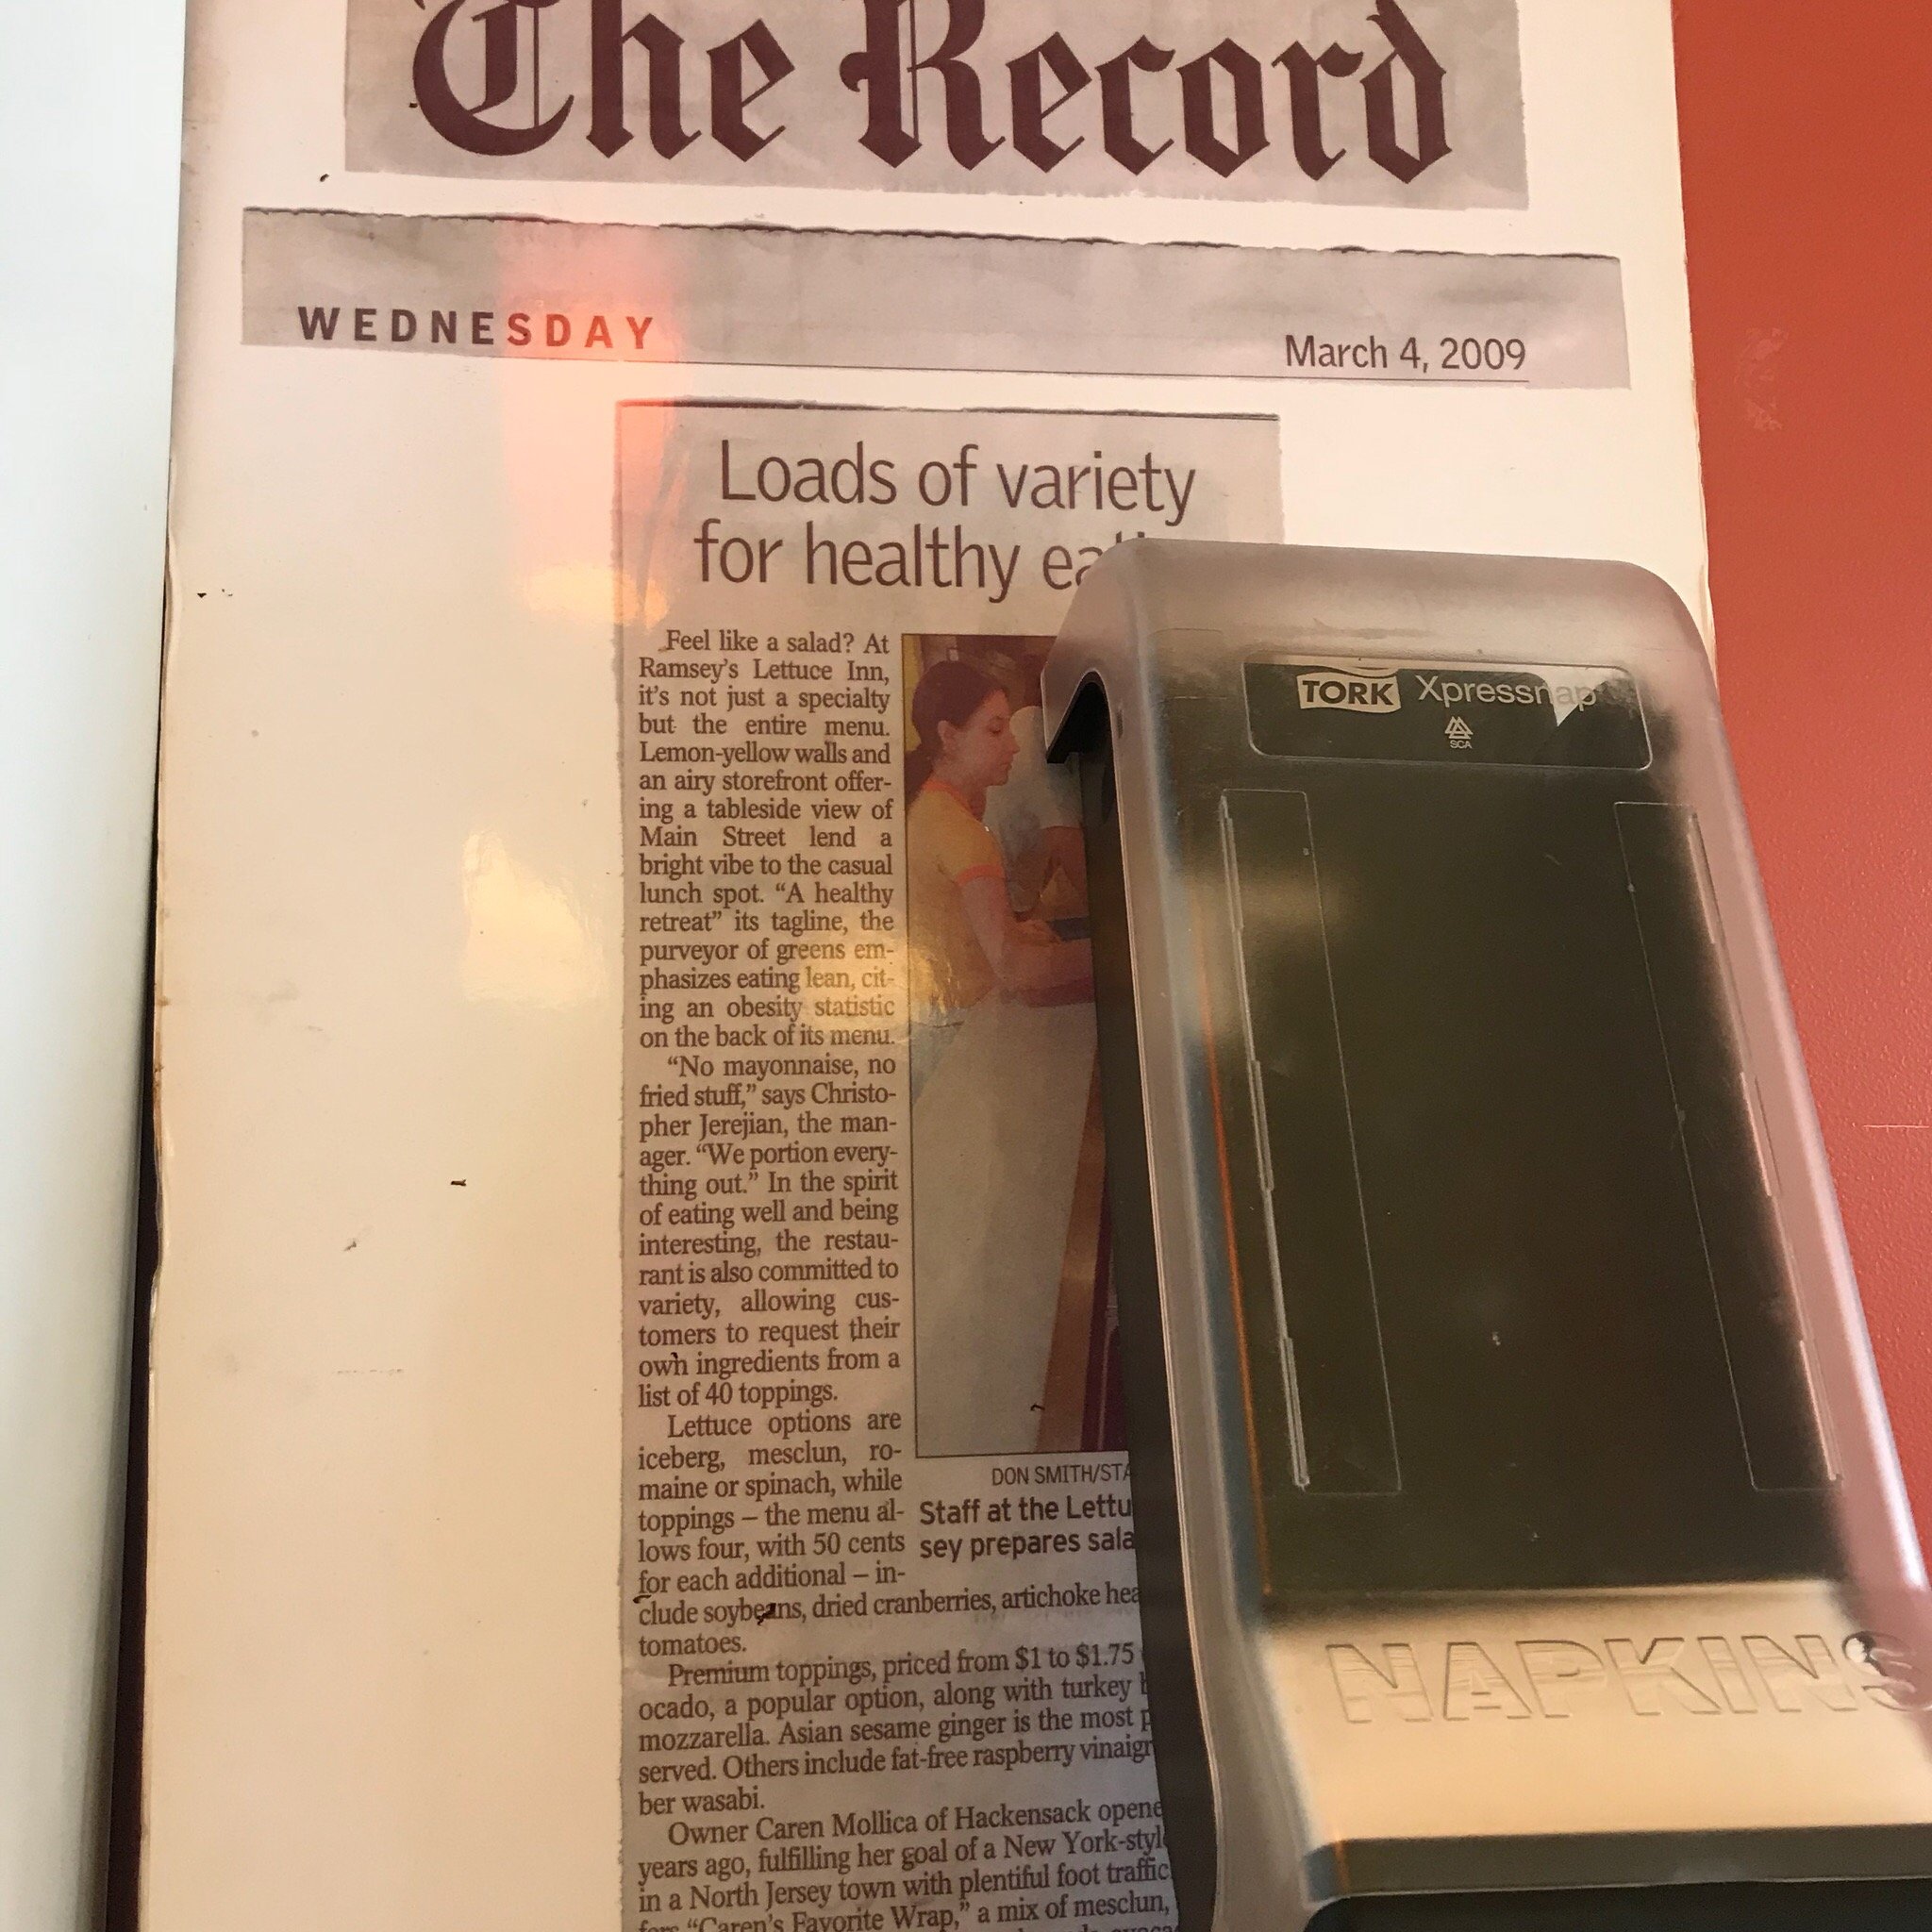 The Record
WEDNESDAY
March 4, 2009
Loads of variety
for healthy
Feel like a salad? At
Ramsey's Lettuce Inn,
it's not just a specialty
but the entire menu.
Lemon-yellow walls and
an airy storefront offer-
ing a tableside view of
Main Street lend a
bright vibe to the casual
lunch spot. “A healthy
retreat” its tagline, the
purveyor of greens em-
phasizes eating lean, cit-
ing an obesity statistic
on the back of its menu.
“No mayonnaise, no
fried stuff,” says Christo-
pher Jerejian, the man-
ager. “We portion every-
thing out.” In the spirit
of eating well and being
interesting, the restau-
rant is also committed to
variety, allowing cus-
tomers to request their
own ingredients from a
list of 40 toppings.
Lettuce options are
iceberg, mesclun, ro-
maine or spinach, while
toppings – the menu al-
lows four, with 50 cents
for each additional – in-
clude soybeans, dried cranberries, artichoke
tomatoes.
Premium toppings, priced from $1 to $1.75
ocado, a popular option, along with turkey
mozzarella. Asian sesame ginger is the most
served. Others include fat-free raspberry
ber wasabi.
Owner Caren Mollica of Hackensack
years ago, fulfilling her goal of a New
in a North Jersey town with plentiful foot traffic
“Caren's Favorite Wrap,” a mix of mesclun,
DON SMITH/
Staff at the
sey prepares
TORK Xpressnap
SCA
NAPKINS